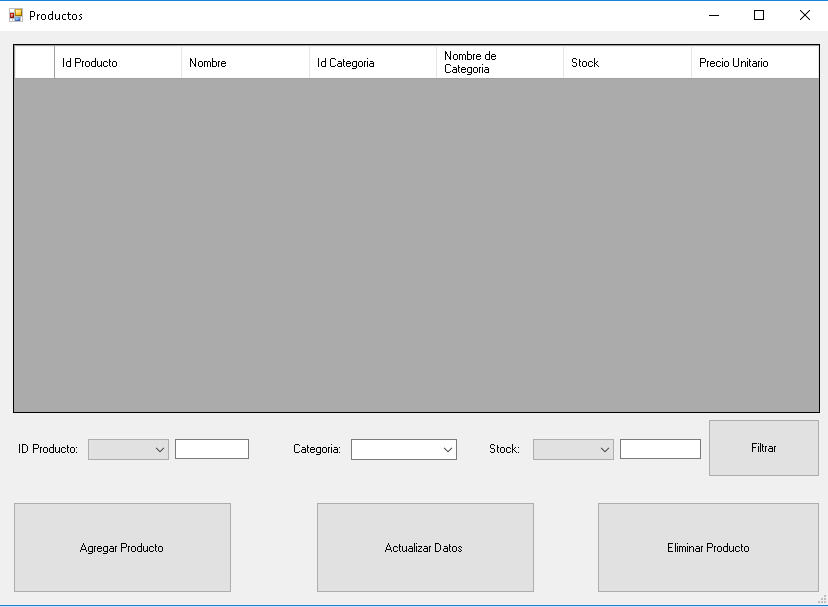 Productos
Id Producto
Nombre
Id Categoria
Nombre de
Categoria
Stock
Precio Unitario
ID Producto:
Categoria:
Stock:
Filtrar
Agregar Producto
Actualizar Datos
Eliminar Producto